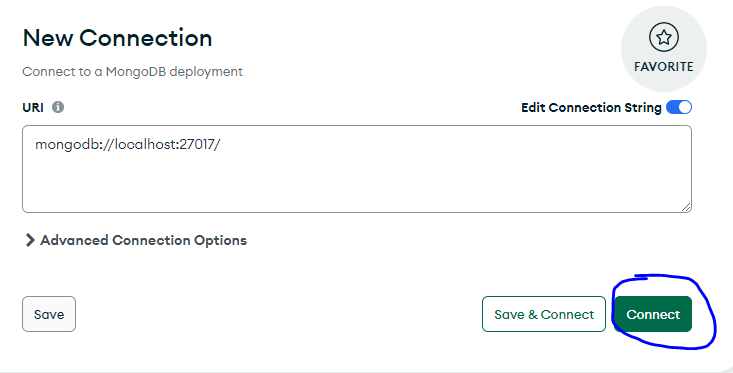 New Connection
FAVORITE
Connect to a MongoDB deployment
URI
Edit Connection String
mongodb://localhost:27017/
Advanced Connection Options
Save
Save & Connect
Connect